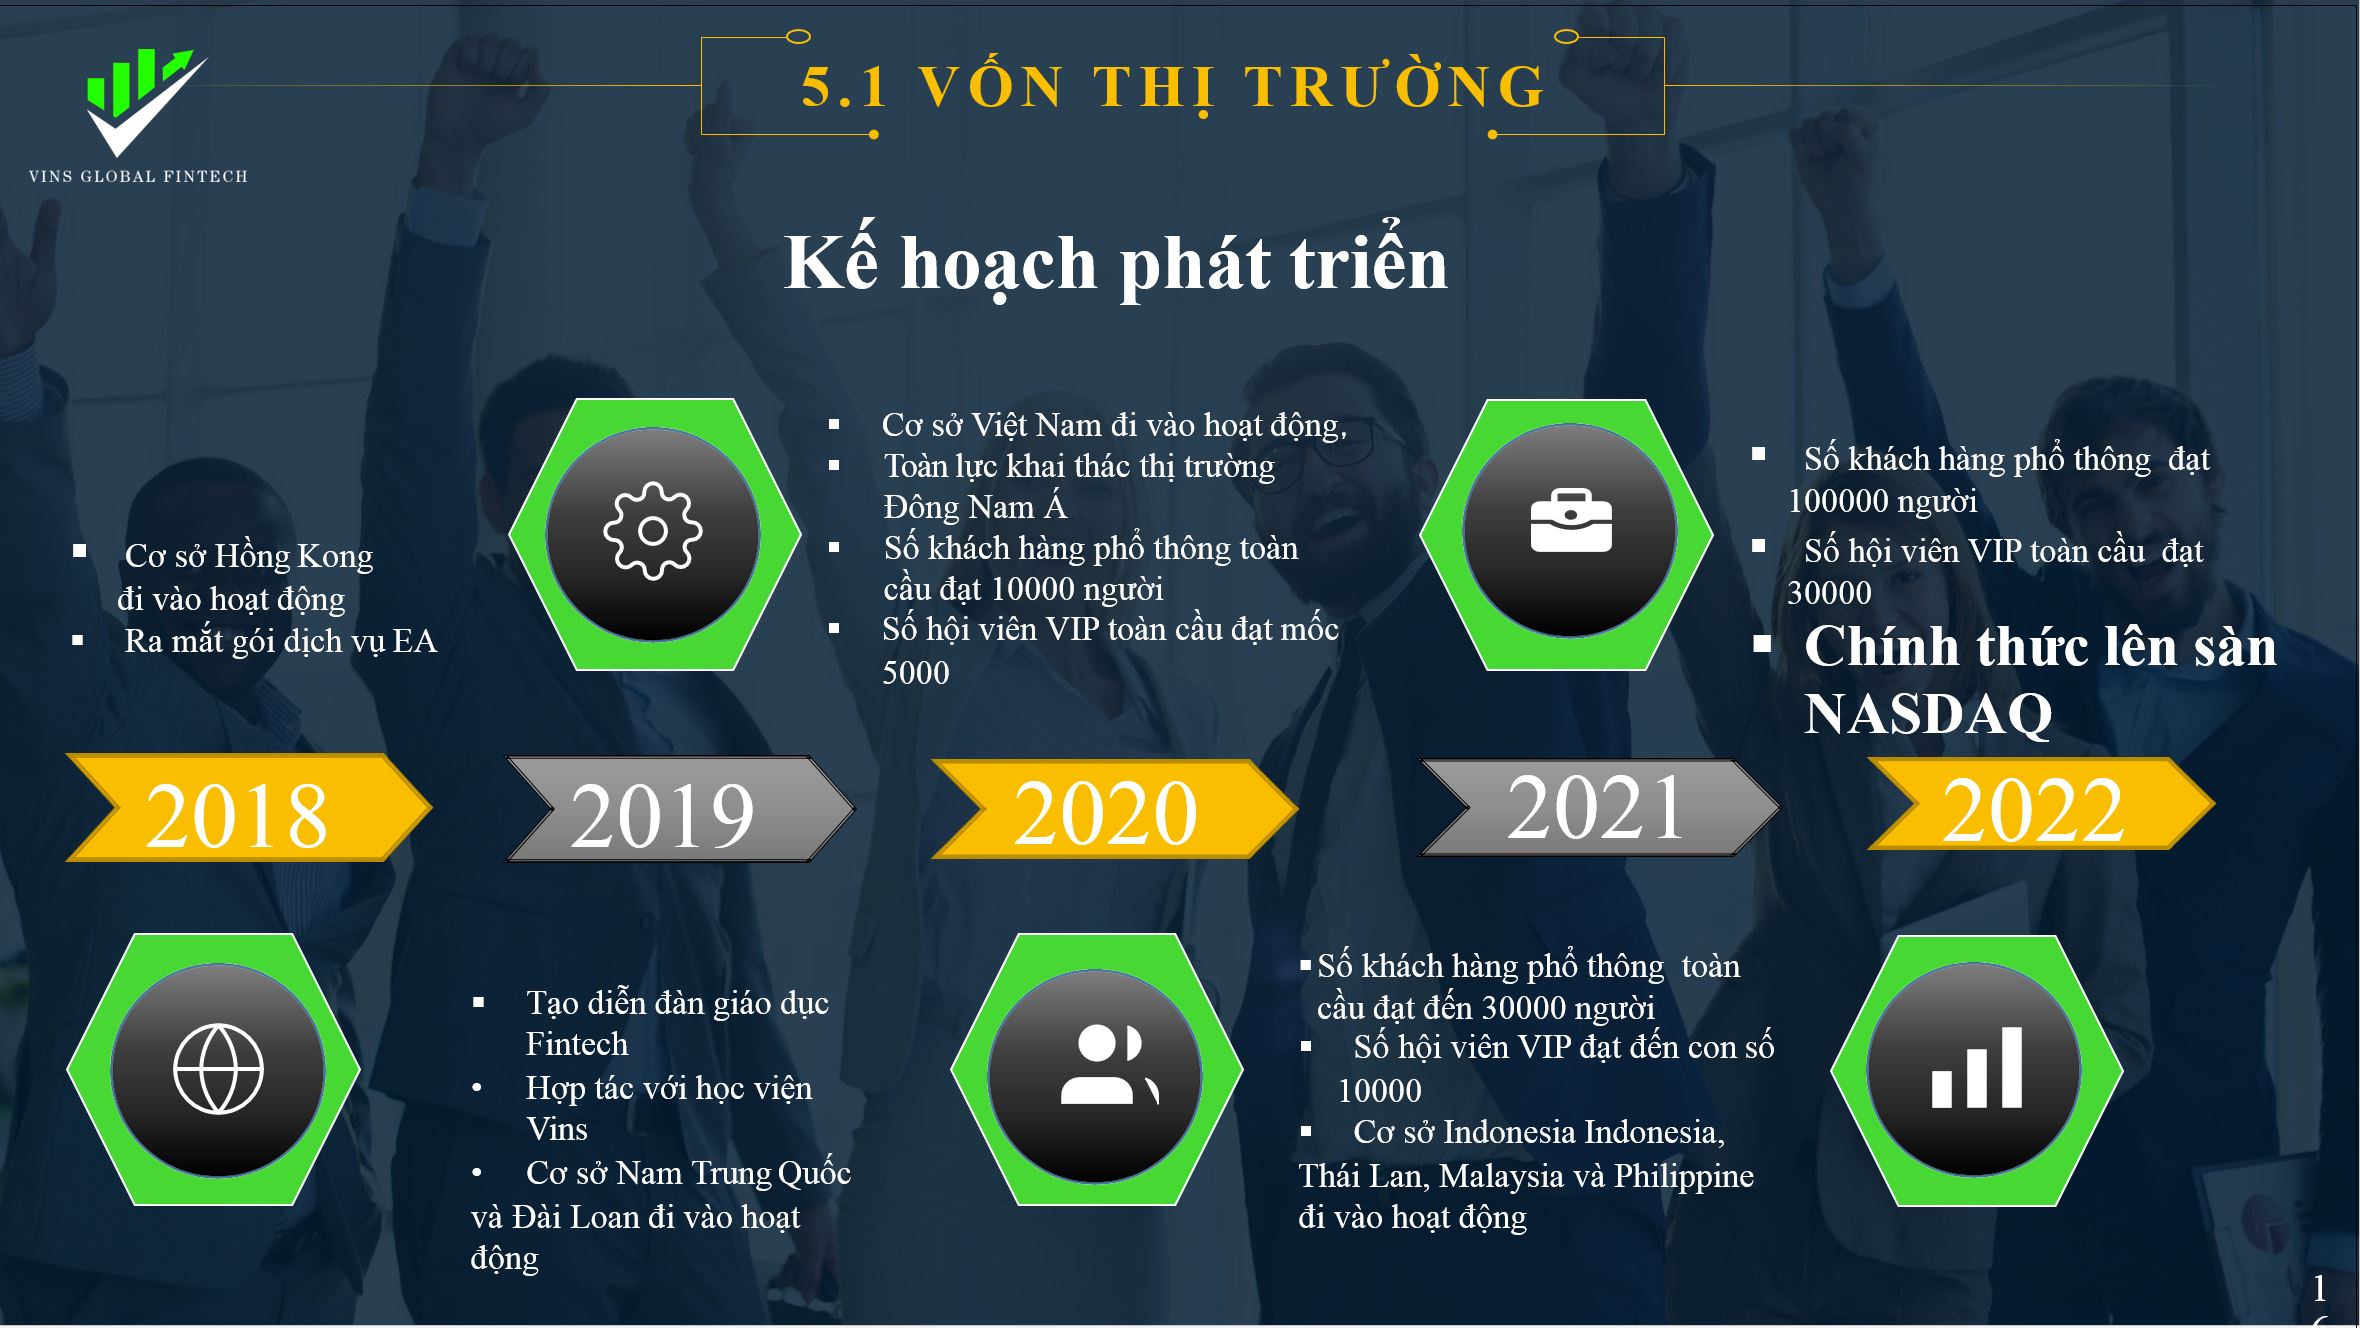 VINS GLOBAL FINTECH
5.1 VỐN THỊ TRƯỜNG
Kế hoạch phát triển
Cơ sở Hồng Kong
đi vào hoạt động
Ra mắt gói dịch vụ EA
2018
2019
Tạo diễn đàn giáo dục
Fintech
Hợp tác với học viện
Vins
Cơ sở Nam Trung Quốc
và Đài Loan đi vào hoạt
động
Cơ sở Việt Nam đi vào hoạt động,
Toàn lực khai thác thị trường
Đông Nam Á
Số khách hàng phổ thông toàn
cầu đạt 10000 người
Số hội viên VIP toàn cầu đạt mốc
5000
2020
2021
Số khách hàng phổ thông toàn
cầu đạt đến 30000 người
Số hội viên VIP đạt đến con số
10000
Cơ sở Indonesia Indonesia,
Thái Lan, Malaysia và Philippine
đi vào hoạt động
Số khách hàng phổ thông đạt
100000 người
Số hội viên VIP toàn cầu đạt
30000
Chính thức lên sàn
NASDAQ
2022
1